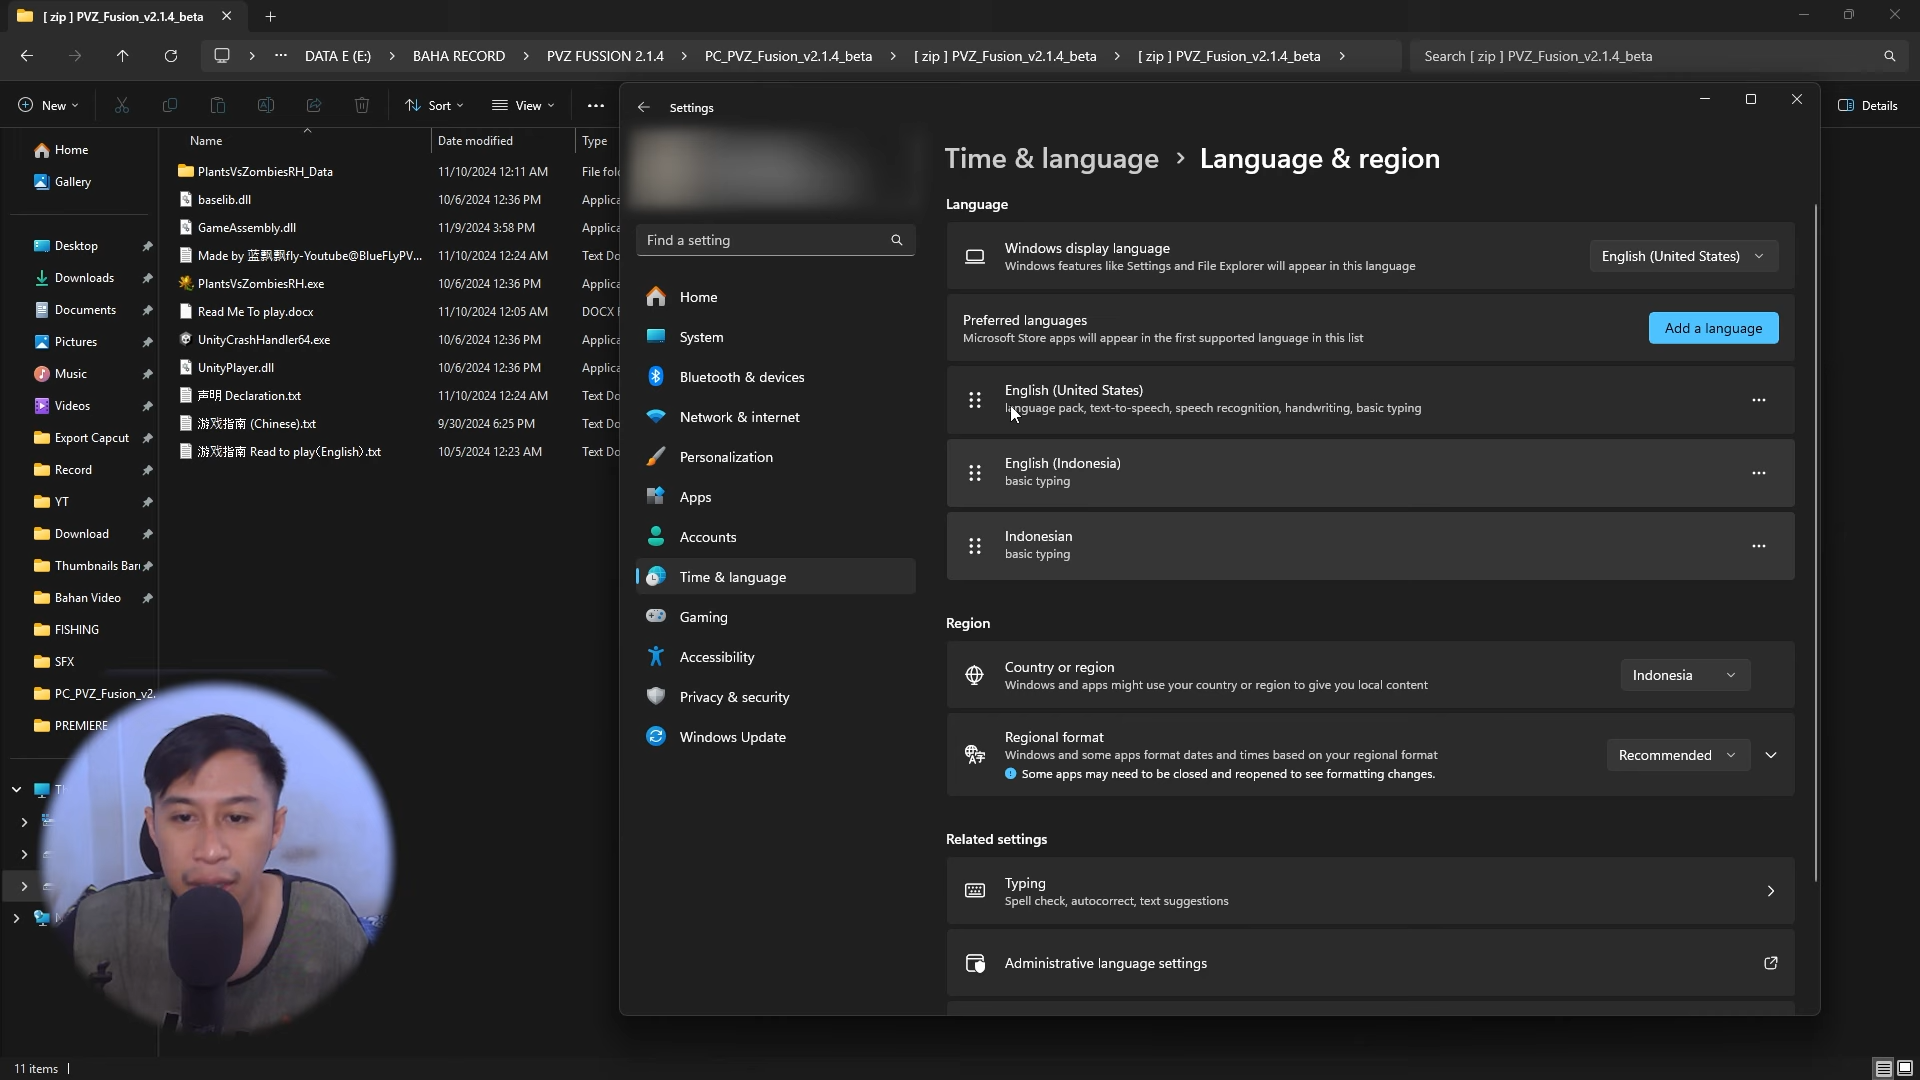 [ zip ] PVZ_Fusion_v2.1.4_beta
DATA E (E:) > BAHA RECORD > PVZ FUSSION 2.1.4 > PC_PVZ_Fusion_v2.1.4_beta > [ zip ] PVZ_Fusion_v2.1.4_beta > [ zip ] PVZ_Fusion_v2.1.4_beta >
Search [ zip ] PVZ_Fusion_v2.1.4_beta
New
Sort
View
Details
Home
Gallery
Desktop
Downloads
Documents
Pictures
Music
Videos
Export Capcut
Record
YT
Download
Thumbnails Bar
Bahan Video
FISHING
SFX
PC_PVZ_Fusion_v2.
PREMIERE
Name Date modified Type
PlantsVsZombiesRH_Data 11/10/2024 12:11 AM File fol
baselib.dll 10/6/2024 12:36 PM Applica
GameAssembly.dll 11/9/2024 3:58 PM Applica
Made by 蓝飘飘fly-Youtube@BlueFLyPV... 11/10/2024 12:24 AM Text Do
PlantsVsZombiesRH.exe 10/6/2024 12:36 PM Applica
Read Me To play.docx 11/10/2024 12:05 AM DOCX
UnityCrashHandler64.exe 10/6/2024 12:36 PM Applica
UnityPlayer.dll 10/6/2024 12:36 PM Applica
声明 Declaration.txt 11/10/2024 12:24 AM Text Do
游戏指南 (Chinese).txt 9/30/2024 6:25 PM Text Do
游戏指南 Read to play(English).txt 10/5/2024 12:23 AM Text Do
11 items
Settings
Find a setting
Home
System
Bluetooth & devices
Network & internet
Personalization
Apps
Accounts
Time & language
Gaming
Accessibility
Privacy & security
Windows Update
Time & language > Language & region
Language
Windows display language
Windows features like Settings and File Explorer will appear in this language
English (United States)
Preferred languages
Microsoft Store apps will appear in the first supported language in this list
Add a language
English (United States)
language pack, text-to-speech, speech recognition, handwriting, basic typing
English (Indonesia)
basic typing
Indonesian
basic typing
Region
Country or region
Windows and apps might use your country or region to give you local content
Indonesia
Regional format
Windows and some apps format dates and times based on your regional format
Some apps may need to be closed and reopened to see formatting changes.
Recommended
Related settings
Typing
Spell check, autocorrect, text suggestions
Administrative language settings